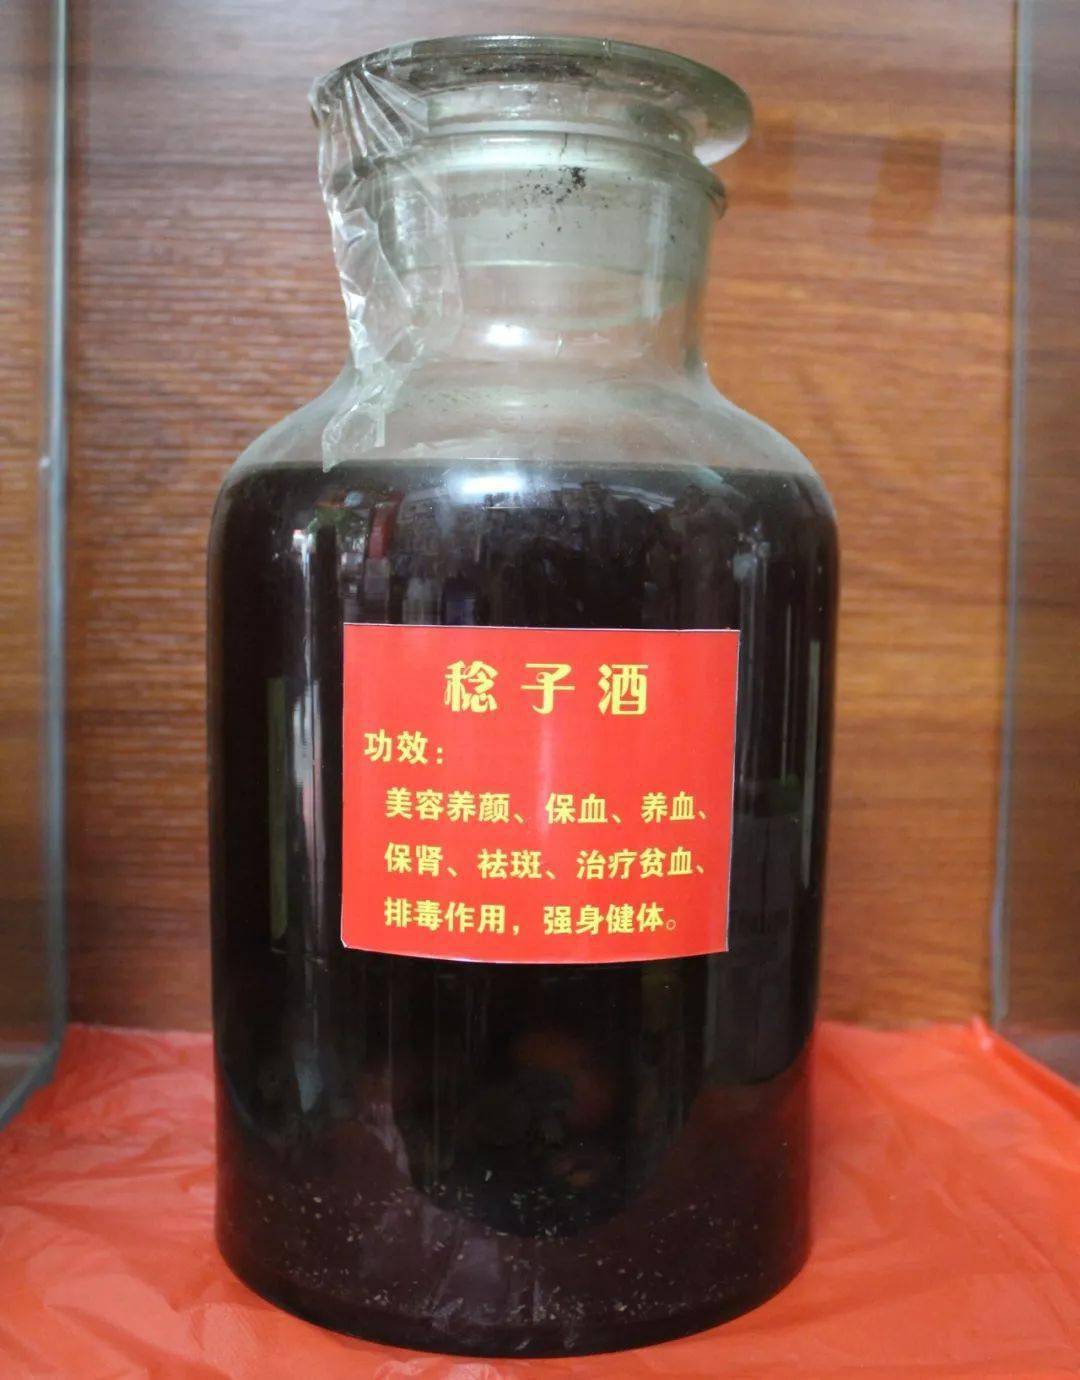 稔子酒
功效：
美容养颜、保血、养血、
保肾、祛斑、治疗贫血、
排毒作用，强身健体。